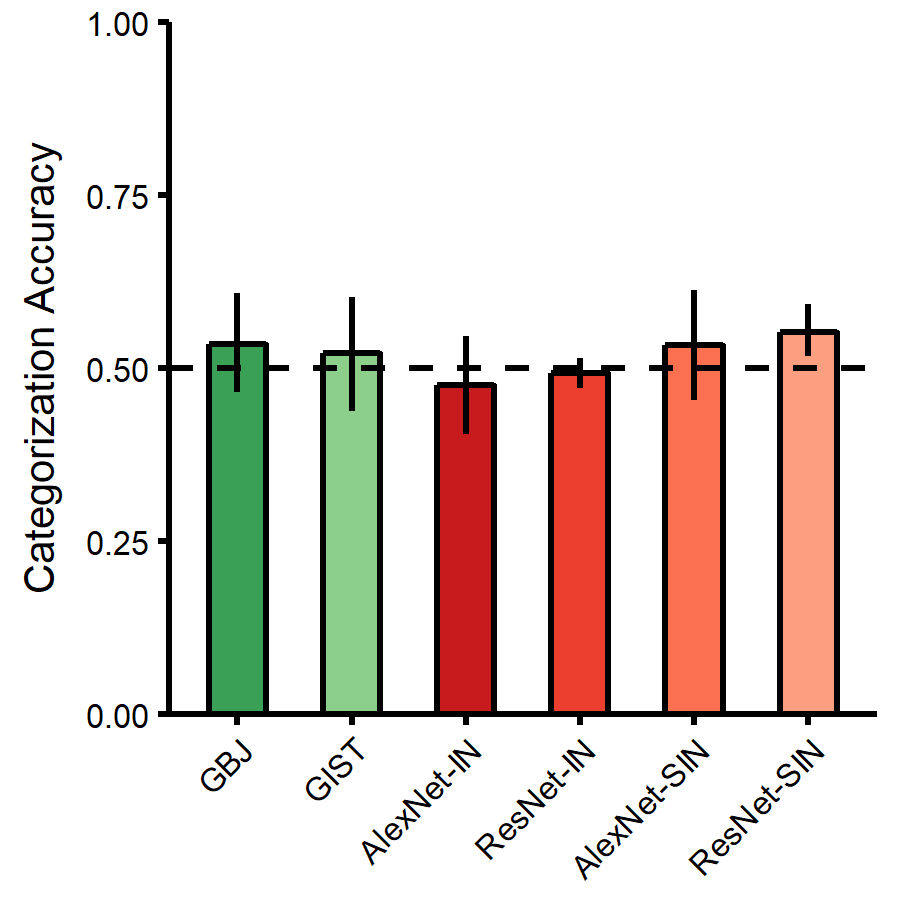 Categorization Accuracy
1.00
0.75
0.50
0.25
0.00
GBJ
GIST
AlexNet-IN
ResNet-IN
AlexNet-SIN
ResNet-SIN